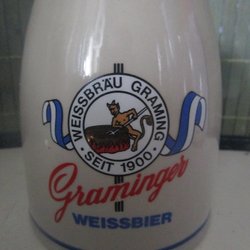 WEISSBRÄU GRAMING
· SEIT 1900 ·
Graminger
WEISSBIER